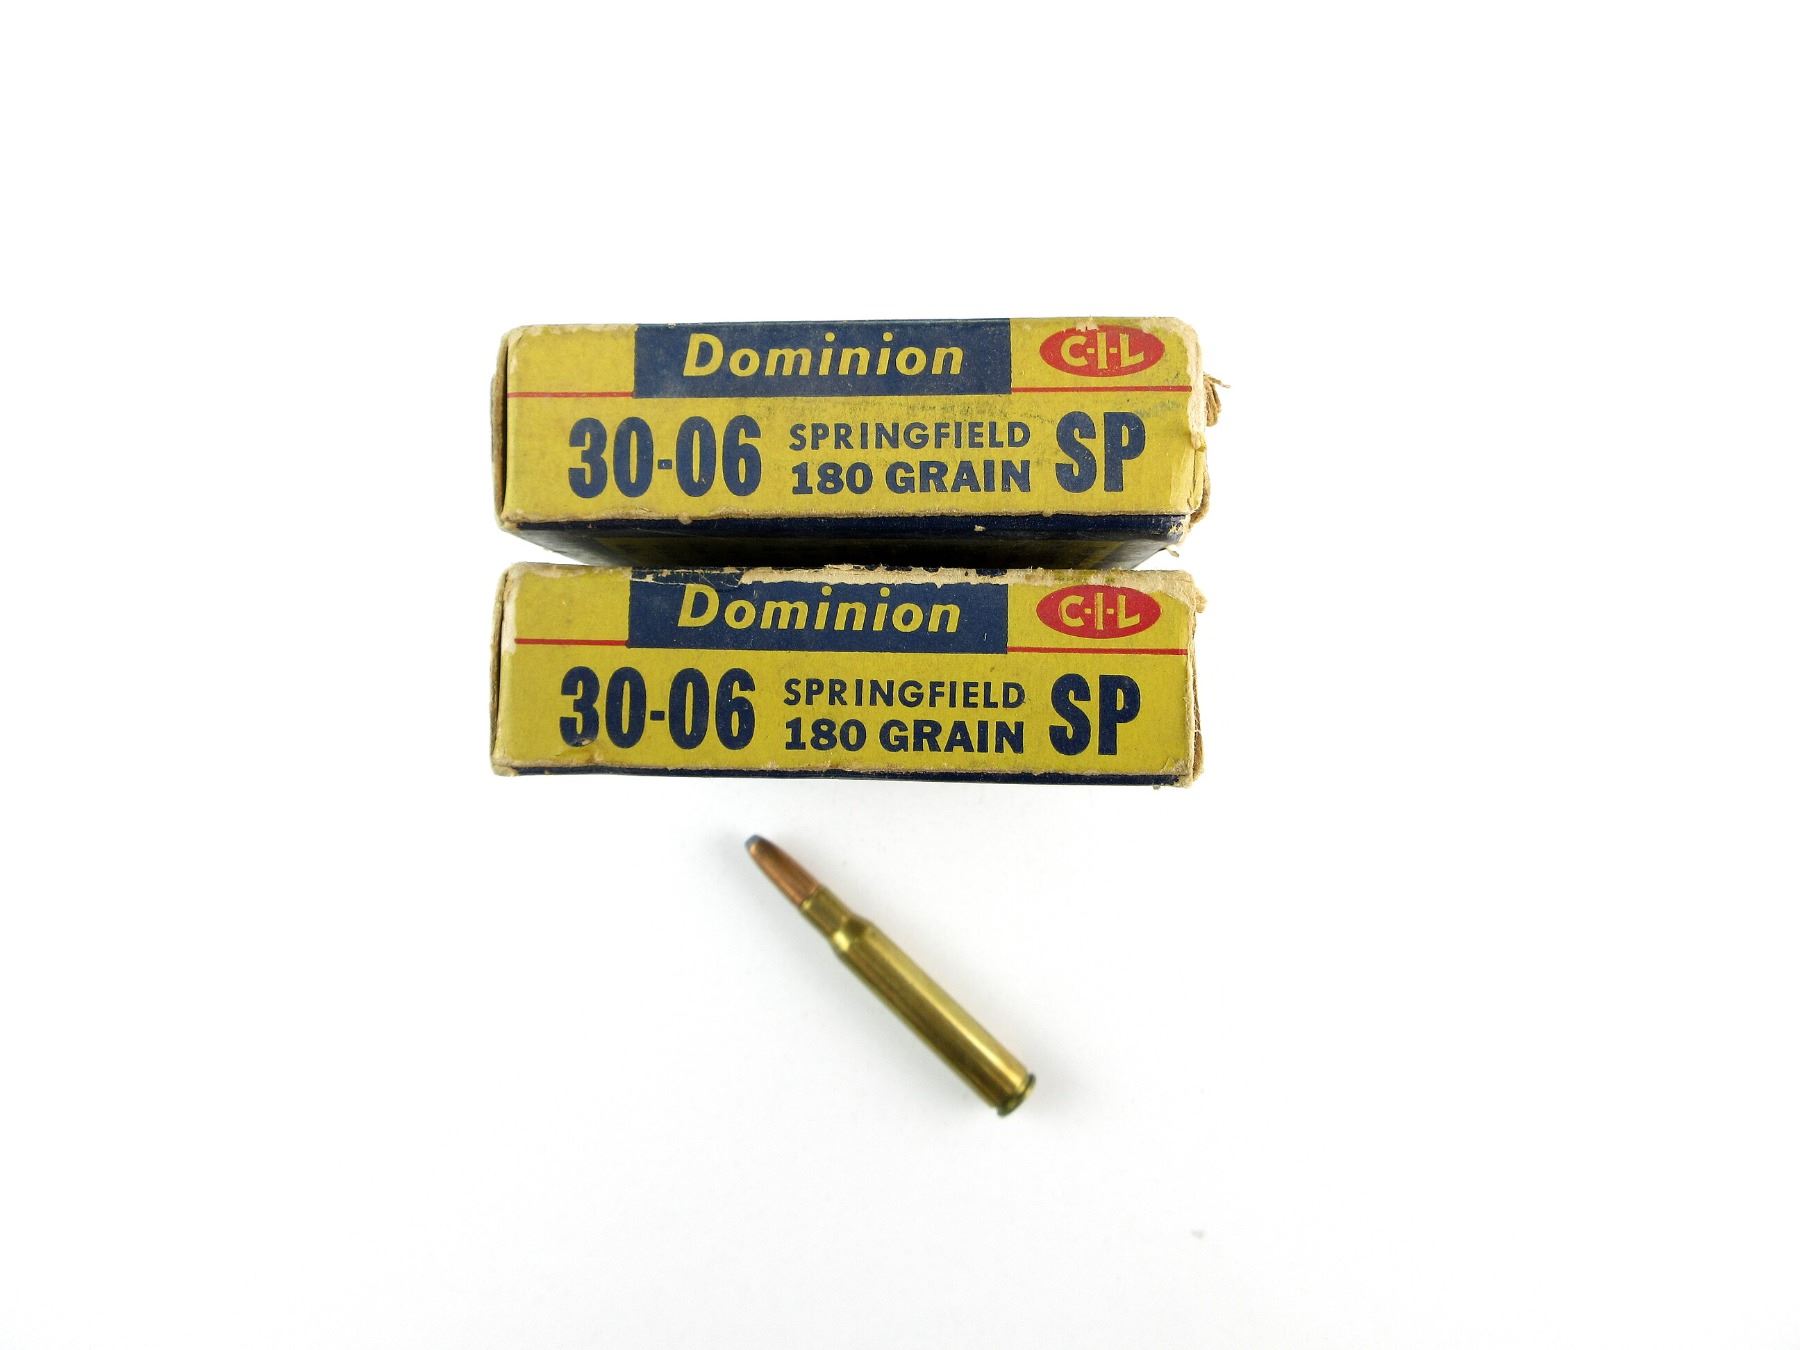 Dominion C-I-L
30-06 SPRINGFIELD SP
180 GRAIN
Dominion C-I-L
30-06 SPRINGFIELD SP
180 GRAIN